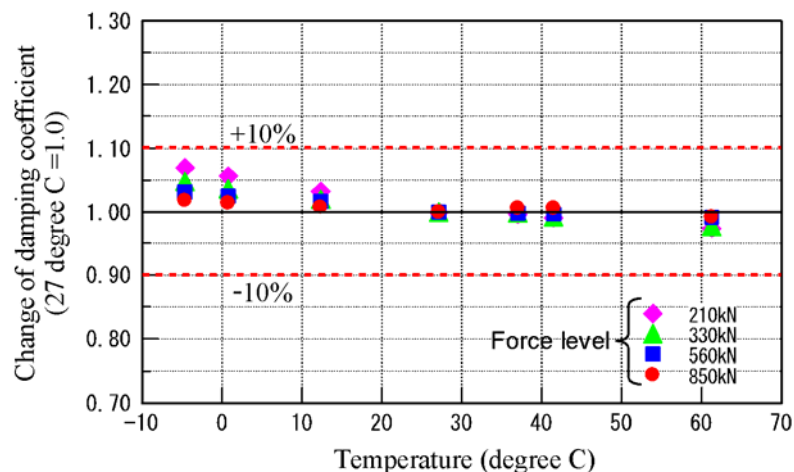 Change of damping coefficient
(27 degree C =1.0)
1.30
1.20
1.10
1.00
0.90
0.80
0.70
+10%
-10%
Force level
210kN
330kN
560kN
850kN
-10
0
10
20
30
40
50
60
70
Temperature (degree C)